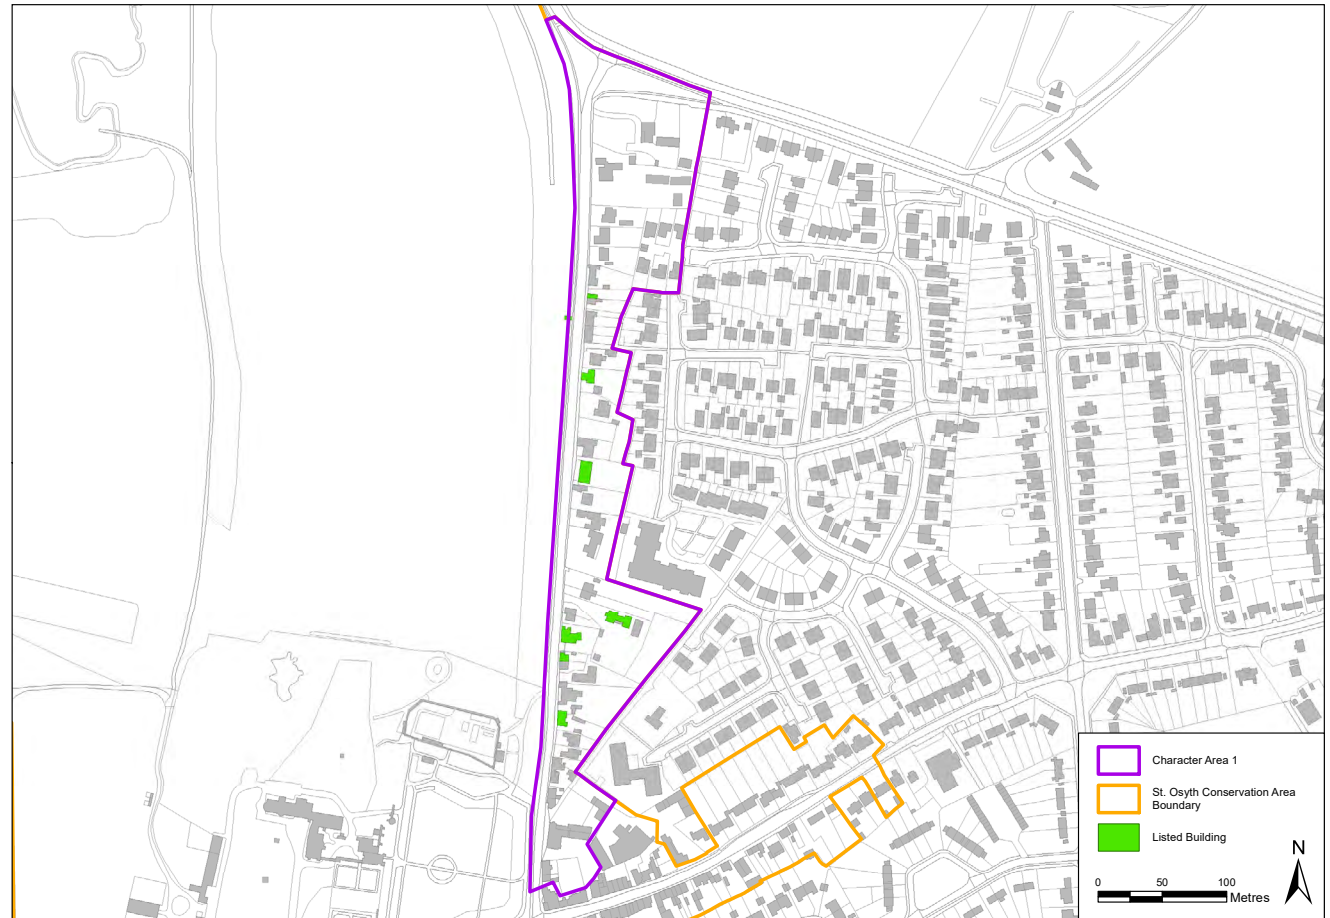 Character Area 1
St. Osyth Conservation Area
Boundary
Listed Building
N
0 50 100
Metres